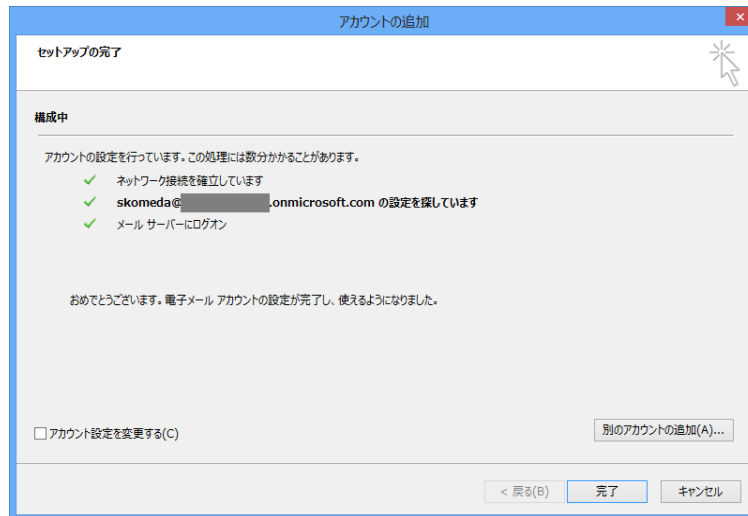 アカウントの追加
セットアップの完了
構成中
アカウントの設定を行っています。この処理には数分かかることがあります。
ネットワーク接続を確立しています
skomeda@ .onmicrosoft.com の設定を探しています
メール サーバーにログオン
おめでとうございます。電子メール アカウントの設定が完了し、使えるようになりました。
アカウント設定を変更する(C)
別のアカウントの追加(A)...
< 戻る(B) 完了 キャンセル